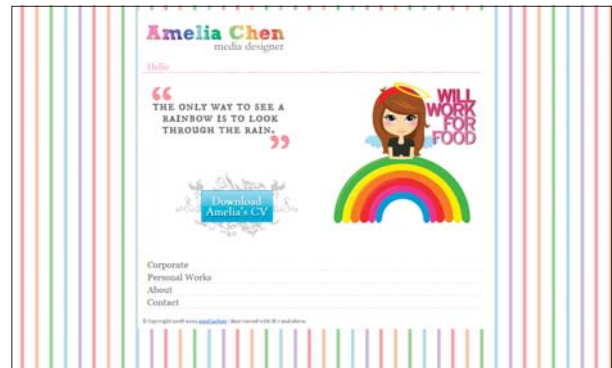 Amelia Chen
media designer
Hello
“
THE ONLY WAY TO SEE A
RAINBOW IS TO LOOK
THROUGH THE RAIN.
”
WILL
WORK
FOR
FOOD
Download
Amelia's CV
Corporate
Personal Works
About
Contact
© Copyright